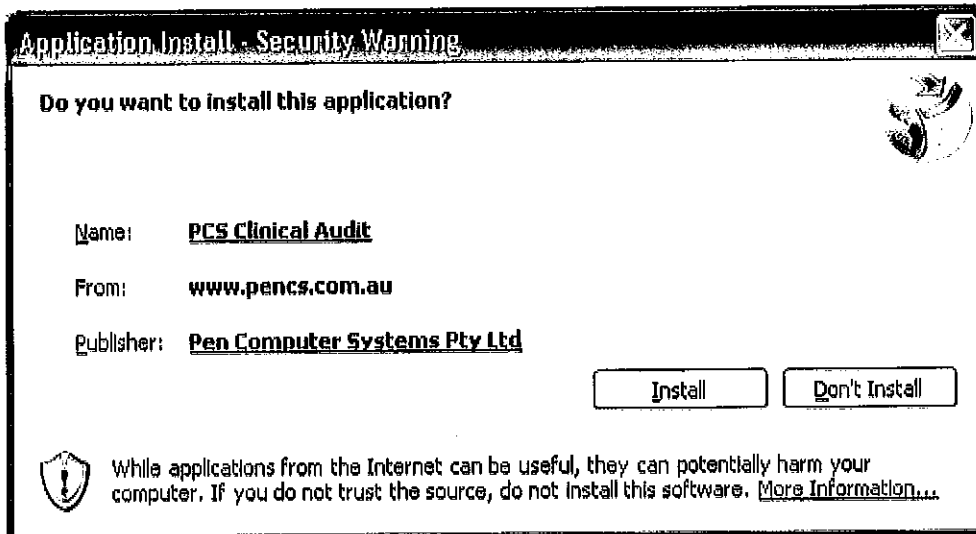 Application Install - Security Warning
Do you want to install this application?
Name: PCS Clinical Audit
From: www.pencs.com.au
Publisher: Pen Computer Systems Pty Ltd
Install Don't Install
While applications from the Internet can be useful, they can potentially harm your
computer. If you do not trust the source, do not install this software. More Information...